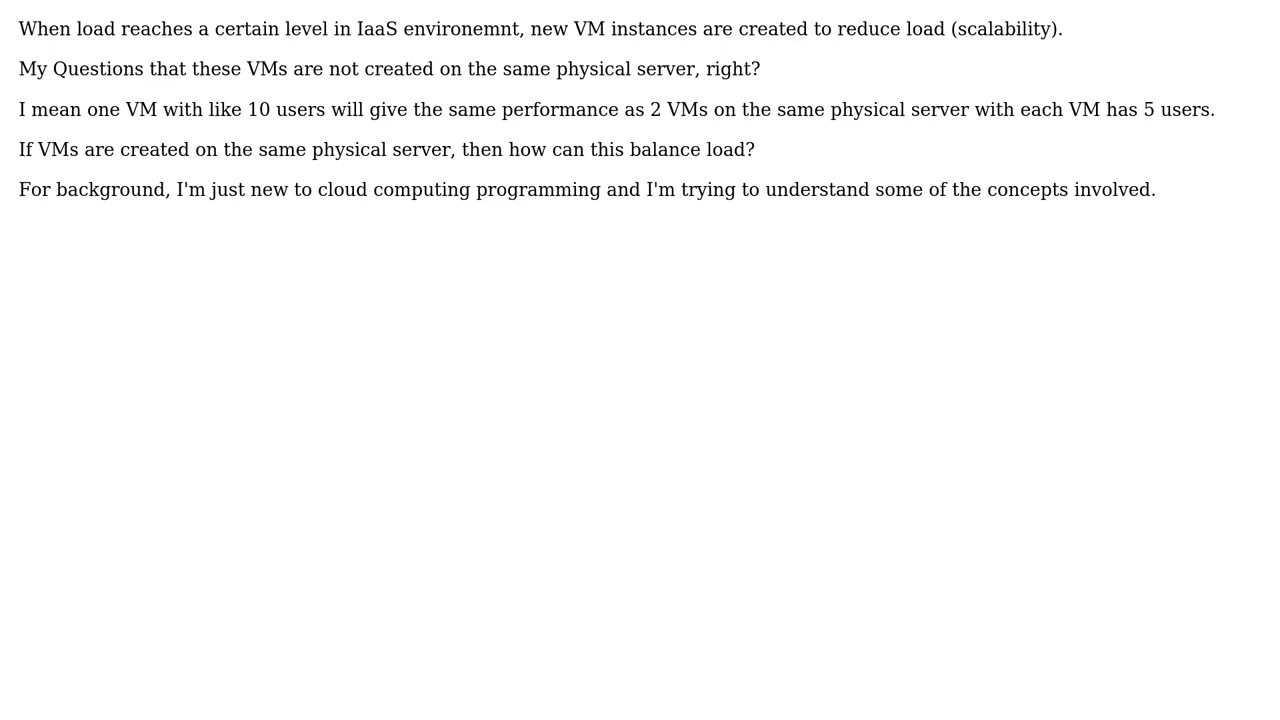 When load reaches a certain level in IaaS environemnt, new VM instances are created to reduce load (scalability).
My Questions that these VMs are not created on the same physical server, right?
I mean one VM with like 10 users will give the same performance as 2 VMs on the same physical server with each VM has 5 users.
If VMs are created on the same physical server, then how can this balance load?
For background, I'm just new to cloud computing programming and I'm trying to understand some of the concepts involved.